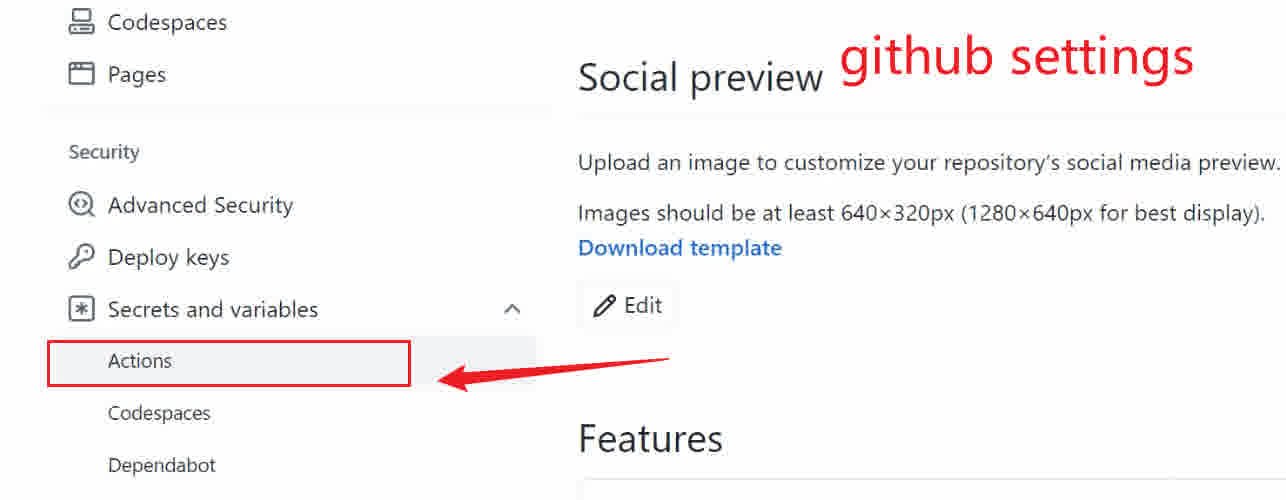 Codespaces
Pages
Security
Advanced Security
Deploy keys
Secrets and variables
Actions
Codespaces
Dependabot
Social preview
github settings
Upload an image to customize your repository's social media preview.
Images should be at least 640×320px (1280×640px for best display).
Download template
Edit
Features